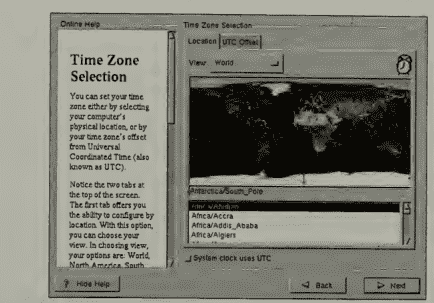 Online Help
Time Zone
Selection
You can set your time
zone either by selecting
your computer's
physical location, or by
your time zone's offset
from Universal
Coordinated Time (also
known as UTC).
Notice the two tabs at
the top of the screen.
The first tab offers you
the ability to configure by
location. With this option,
you can choose your
view. In choosing view,
your options are: World,
North America, South
Time Zone Selection
Location UTC Offset
View: World
Antarctica/South_Pole
Africa/Abidjan
Africa/Accra
Africa/Addis_Ababa
Africa/Algiers
System clock uses UTC
? Hide Help
Back
Next